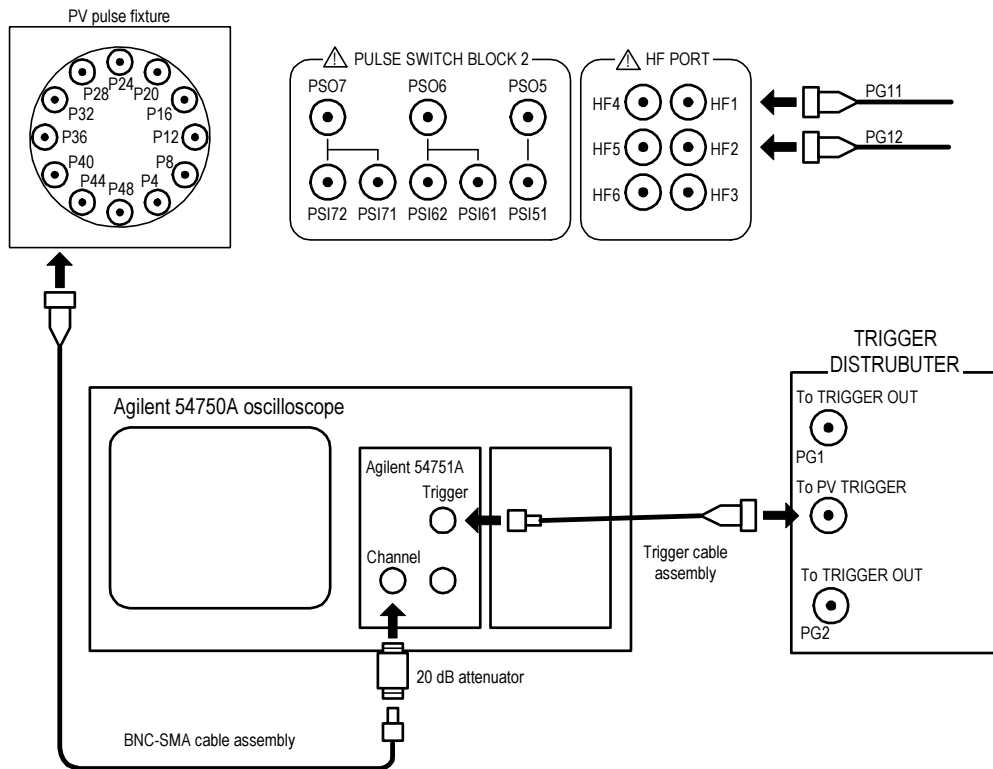 PV pulse fixture
P24
P28
P20
P32
P16
P36
P12
P40
P8
P44
P4
P48
PULSE SWITCH BLOCK 2
PSO7
PSO6
PSO5
PSI72
PSI71
PSI62
PSI61
PSI51
HF PORT
HF4
HF1
HF5
HF2
HF6
HF3
PG11
PG12
Agilent 54750A oscilloscope
Agilent 54751A
Trigger
Channel
20 dB attenuator
BNC-SMA cable assembly
Trigger cable
assembly
TRIGGER
DISTRUBUTER
To TRIGGER OUT
PG1
To PV TRIGGER
To TRIGGER OUT
PG2